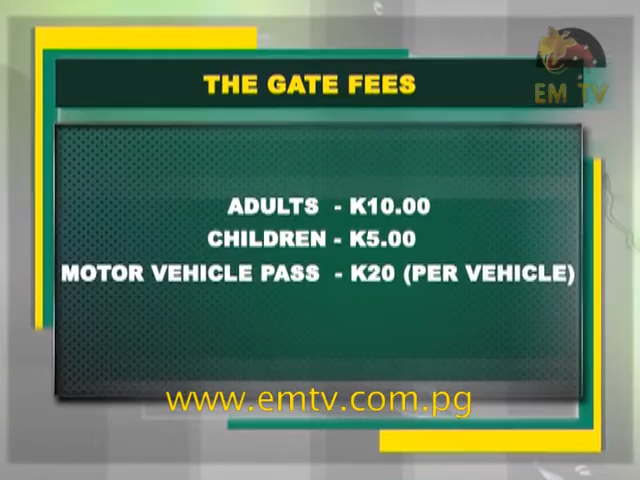 THE GATE FEES
EM TV
ADULTS - K10.00
CHILDREN - K5.00
MOTOR VEHICLE PASS - K20 (PER VEHICLE)
www.emtv.com.pg